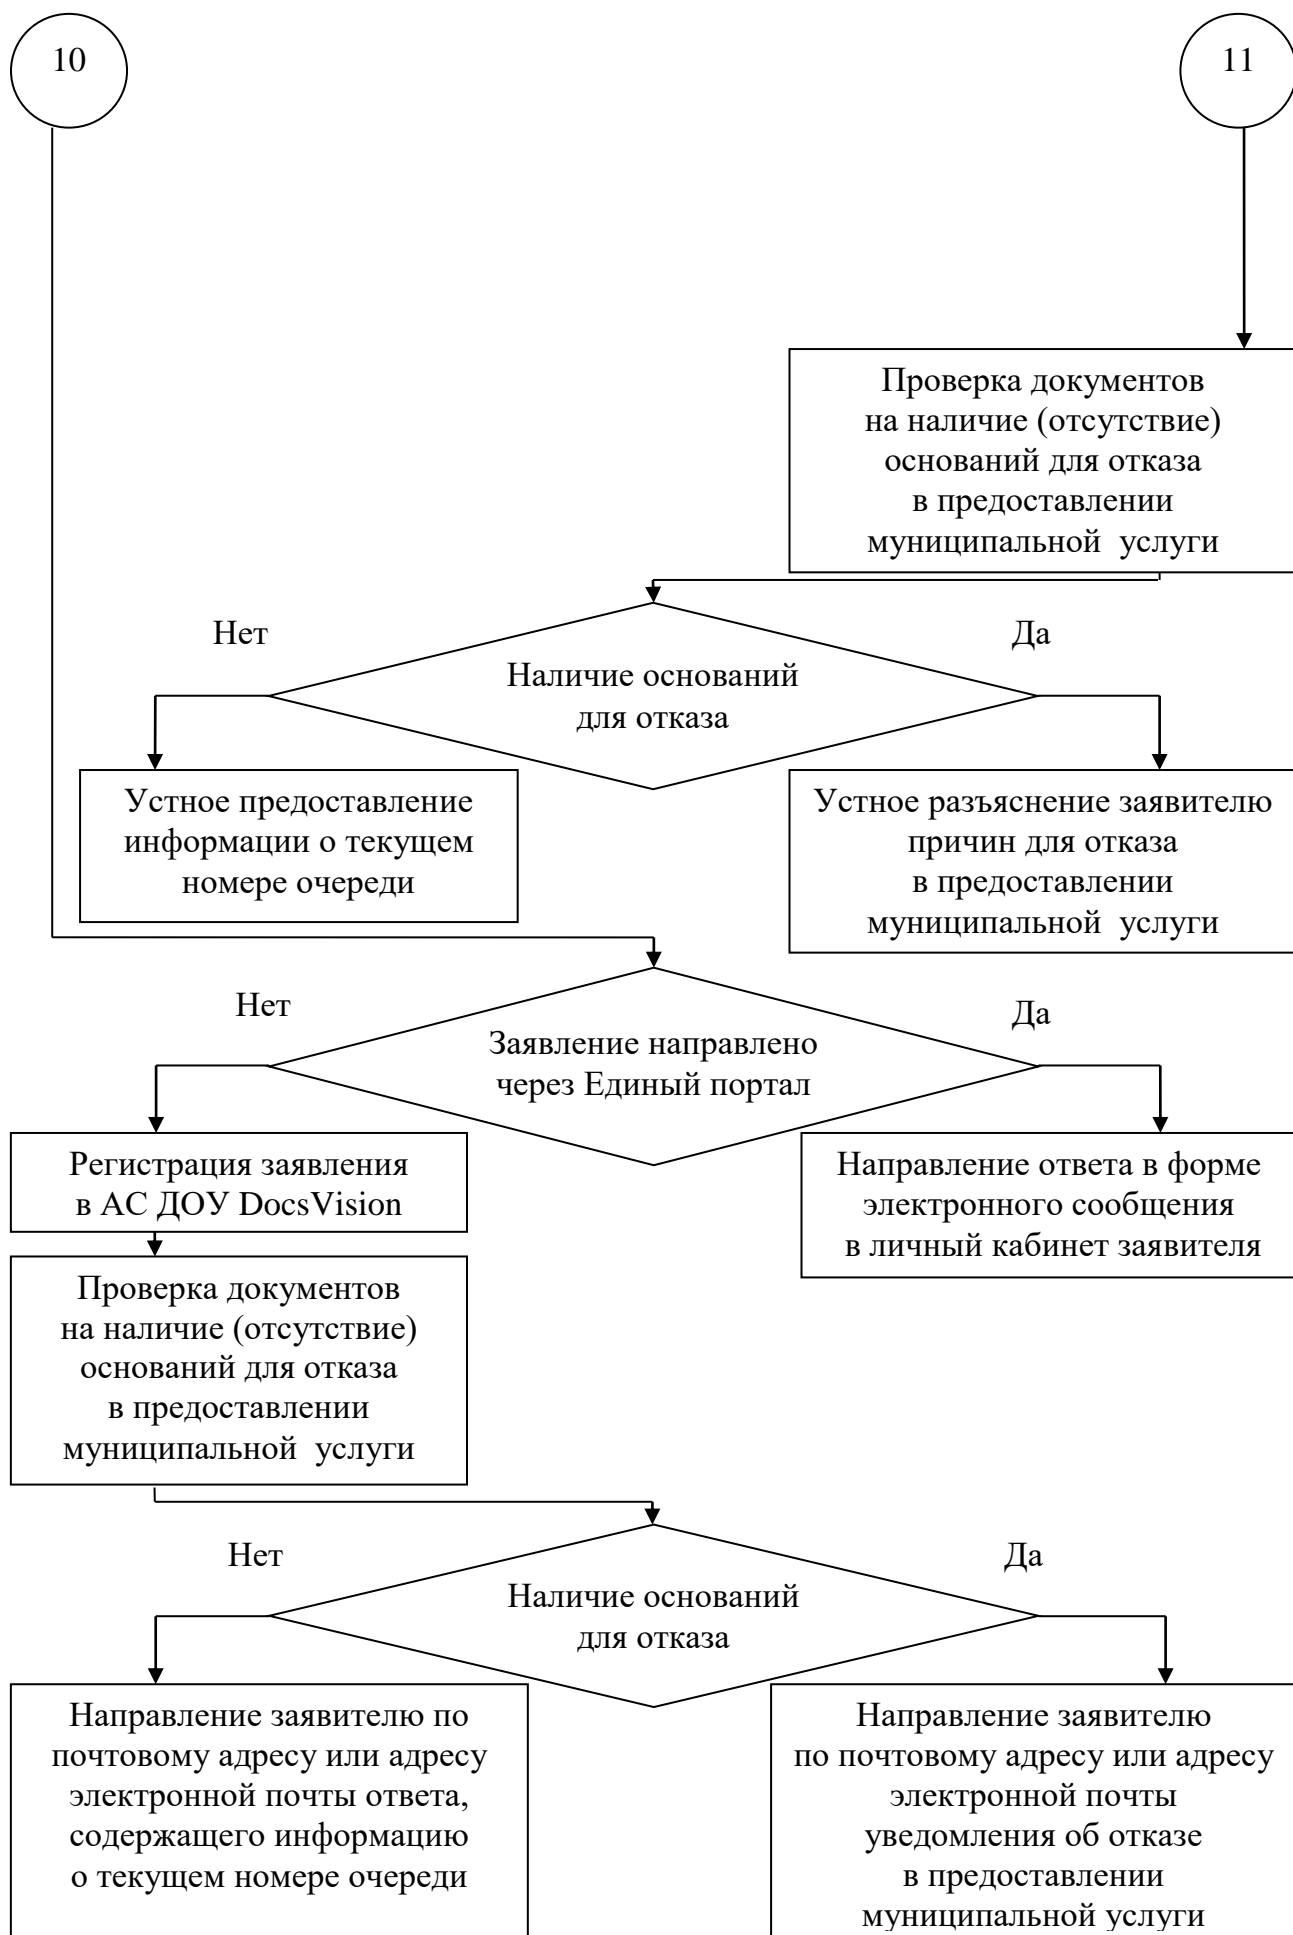 10
11
Проверка документов
на наличие (отсутствие)
оснований для отказа
в предоставлении
муниципальной услуги
Нет
Да
Наличие оснований
для отказа
Устное предоставление
информации о текущем
номере очереди
Устное разъяснение заявителю
причин для отказа
в предоставлении
муниципальной услуги
Нет
Да
Заявление направлено
через Единый портал
Регистрация заявления
в АС ДОУ DocsVision
Направление ответа в форме
электронного сообщения
в личный кабинет заявителя
Проверка документов
на наличие (отсутствие)
оснований для отказа
в предоставлении
муниципальной услуги
Нет
Да
Наличие оснований
для отказа
Направление заявителю по
почтовому адресу или адресу
электронной почты ответа,
содержащего информацию
о текущем номере очереди
Направление заявителю
по почтовому адресу или адресу
электронной почты
уведомления об отказе
в предоставлении
муниципальной услуги